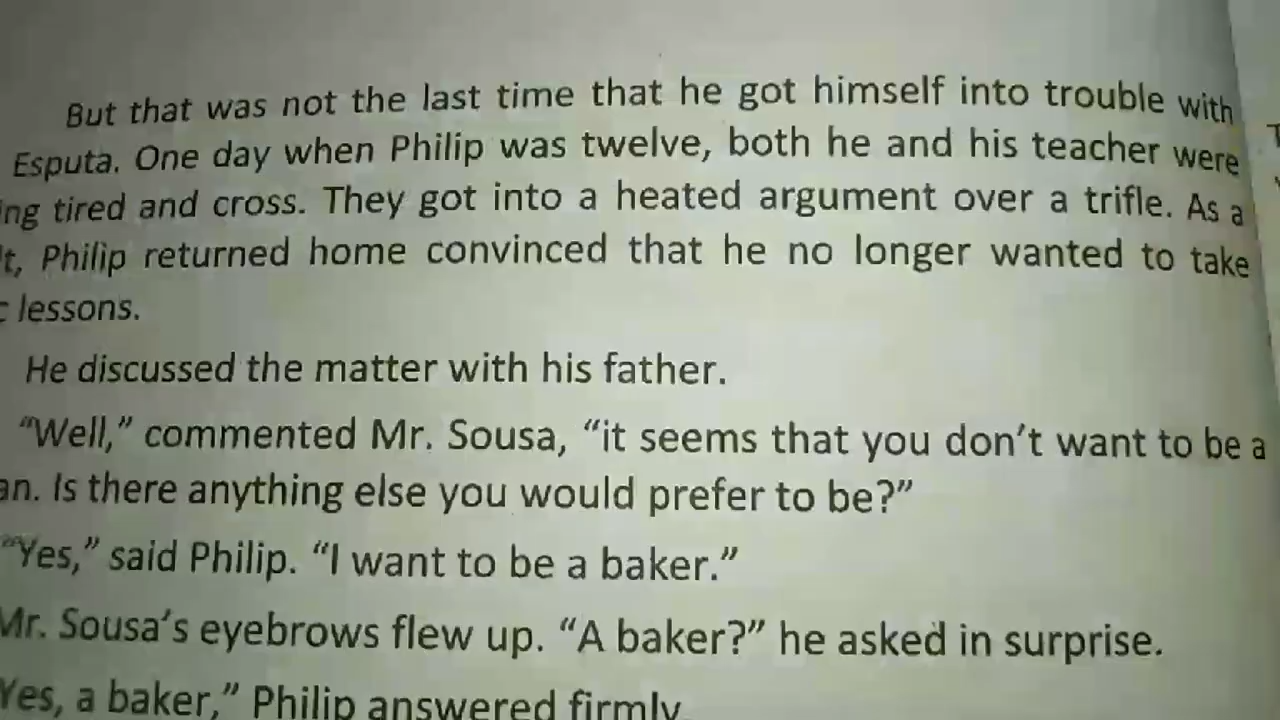 But that was not the last time that he got himself into trouble with
Esputa. One day when Philip was twelve, both he and his teacher were
ing tired and cross. They got into a heated argument over a trifle. As a
t, Philip returned home convinced that he no longer wanted to take
c lessons.
He discussed the matter with his father.
“Well,” commented Mr. Sousa, “it seems that you don’t want to be a
an. Is there anything else you would prefer to be?”
“Yes,” said Philip. “I want to be a baker.”
Mr. Sousa’s eyebrows flew up. “A baker?” he asked in surprise.
Yes, a baker,” Philip answered firmly.